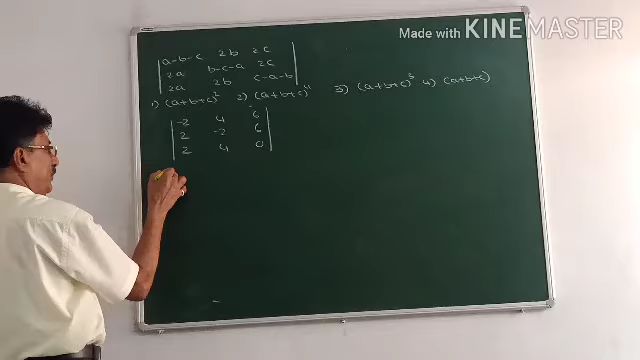 Made with KINEMASTER
| a-b-c 2b 2c |
| 2a b-c-a 2c |
| 2a 2b c-a-b |
1) (a+b+c)² 2) (a+b+c)⁴ 3) (a+b+c)³ 4) (a+b+c)
| -2 4 6 |
| 2 -2 6 |
| 2 4 0 |